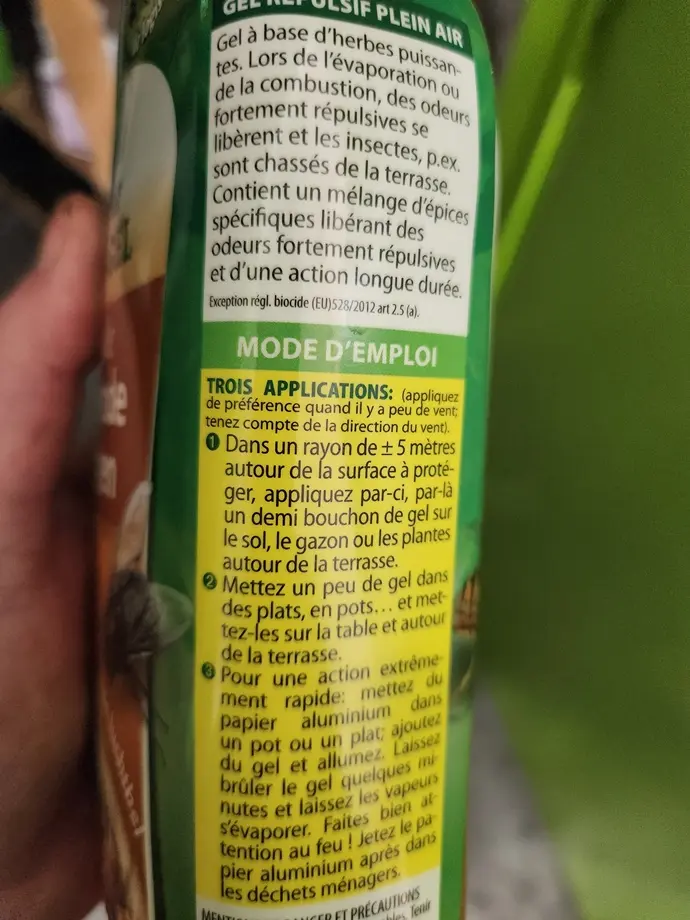 GEL RÉPULSIF PLEIN AIR
Gel à base d'herbes puissan-
tes. Lors de l'évaporation ou
de la combustion, des odeurs
fortement répulsives se
libèrent et les insectes, p.ex.
sont chassés de la terrasse.
Contient un mélange d'épices
spécifiques libérant des
odeurs fortement répulsives
et d'une action longue durée.
Exception régl. biocide (EU)528/2012 art 2.5 (a).
MODE D'EMPLOI
TROIS APPLICATIONS: (appliquez
de préférence quand il y a peu de vent;
tenez compte de la direction du vent).
1 Dans un rayon de ± 5 mètres
autour de la surface à proté-
ger, appliquez par-ci, par-là
un demi bouchon de gel sur
le sol, le gazon ou les plantes
autour de la terrasse.
2 Mettez un peu de gel dans
des plats, en pots... et met-
tez-les sur la table et autour
de la terrasse.
3 Pour une action extrême-
ment rapide: mettez du
papier aluminium dans
un pot ou un plat; ajoutez
du gel et allumez. Laissez
brûler le gel quelques mi-
nutes et laissez les vapeurs
s'évaporer. Faites bien at-
tention au feu ! Jetez le pa-
pier aluminium après dans
les déchets ménagers.
ET PRÉCAUTIONS
Tenir